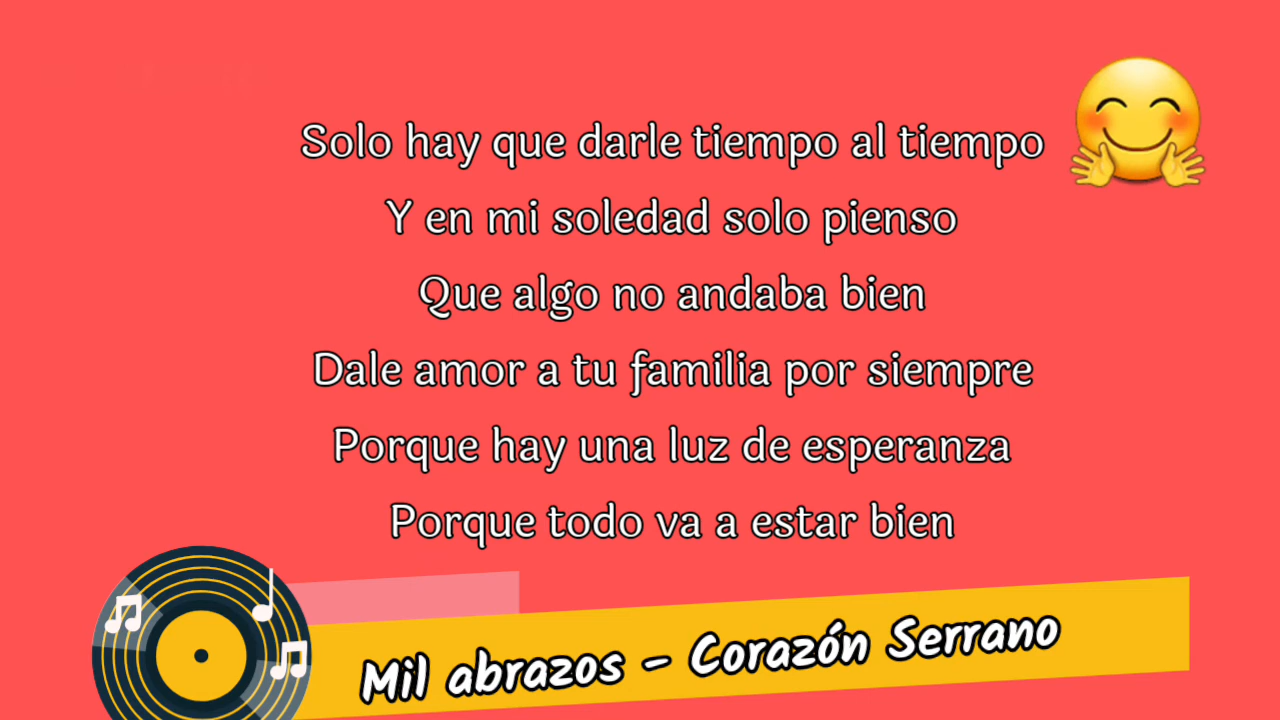 Solo hay que darle tiempo al tiempo
Y en mi soledad solo pienso
Que algo no andaba bien
Dale amor a tu familia por siempre
Porque hay una luz de esperanza
Porque todo va a estar bien
Mil abrazos - Corazón Serrano